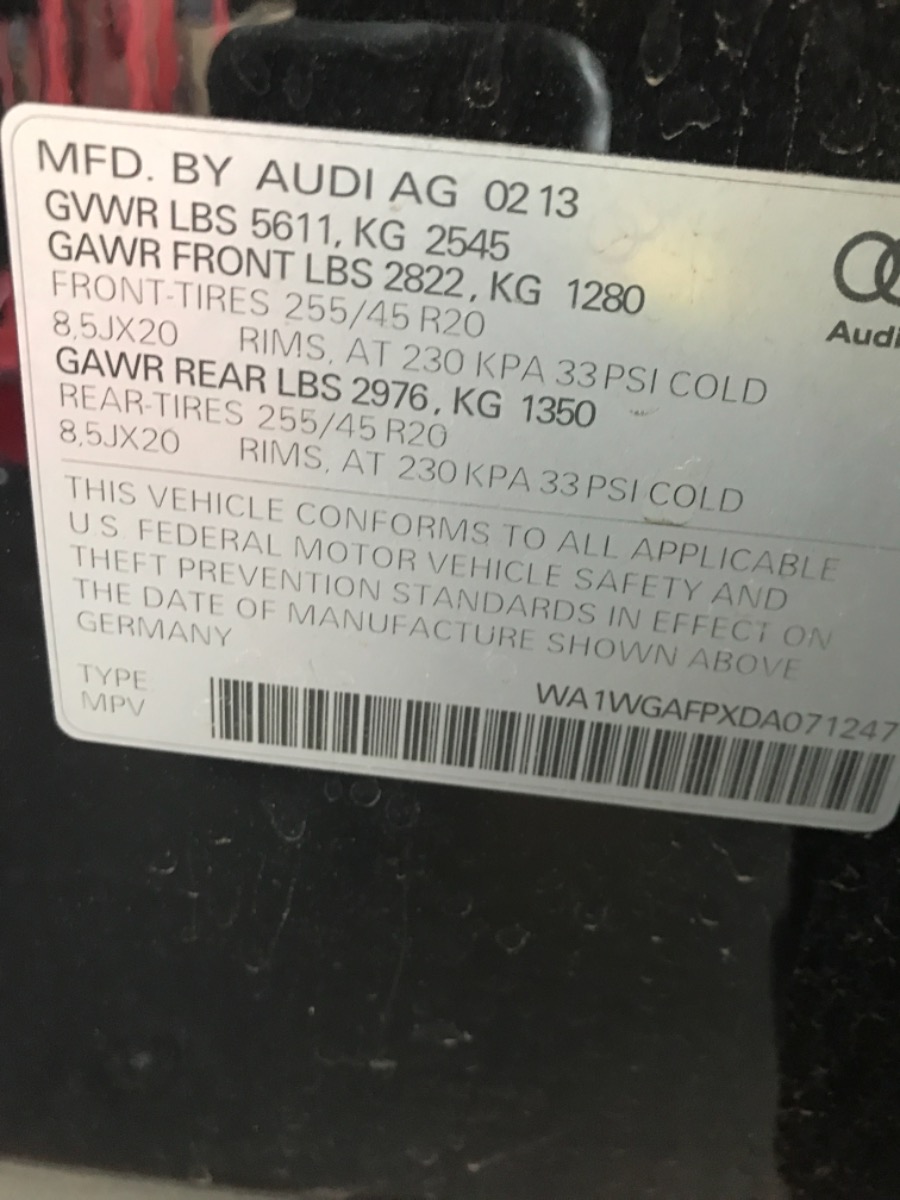 MFD. BY AUDI AG 02 13
GVWR LBS 5611, KG 2545
GAWR FRONT LBS 2822, KG 1280
FRONT-TIRES 255/45 R20
8,5JX20 RIMS, AT 230 KPA 33 PSI COLD
GAWR REAR LBS 2976, KG 1350
REAR-TIRES 255/45 R20
8,5JX20 RIMS, AT 230 KPA 33 PSI COLD
Audi
THIS VEHICLE CONFORMS TO ALL APPLICABLE
U.S. FEDERAL MOTOR VEHICLE SAFETY AND
THEFT PREVENTION STANDARDS IN EFFECT ON
THE DATE OF MANUFACTURE SHOWN ABOVE
GERMANY
TYPE
MPV
WA1WGAFPXDA071247